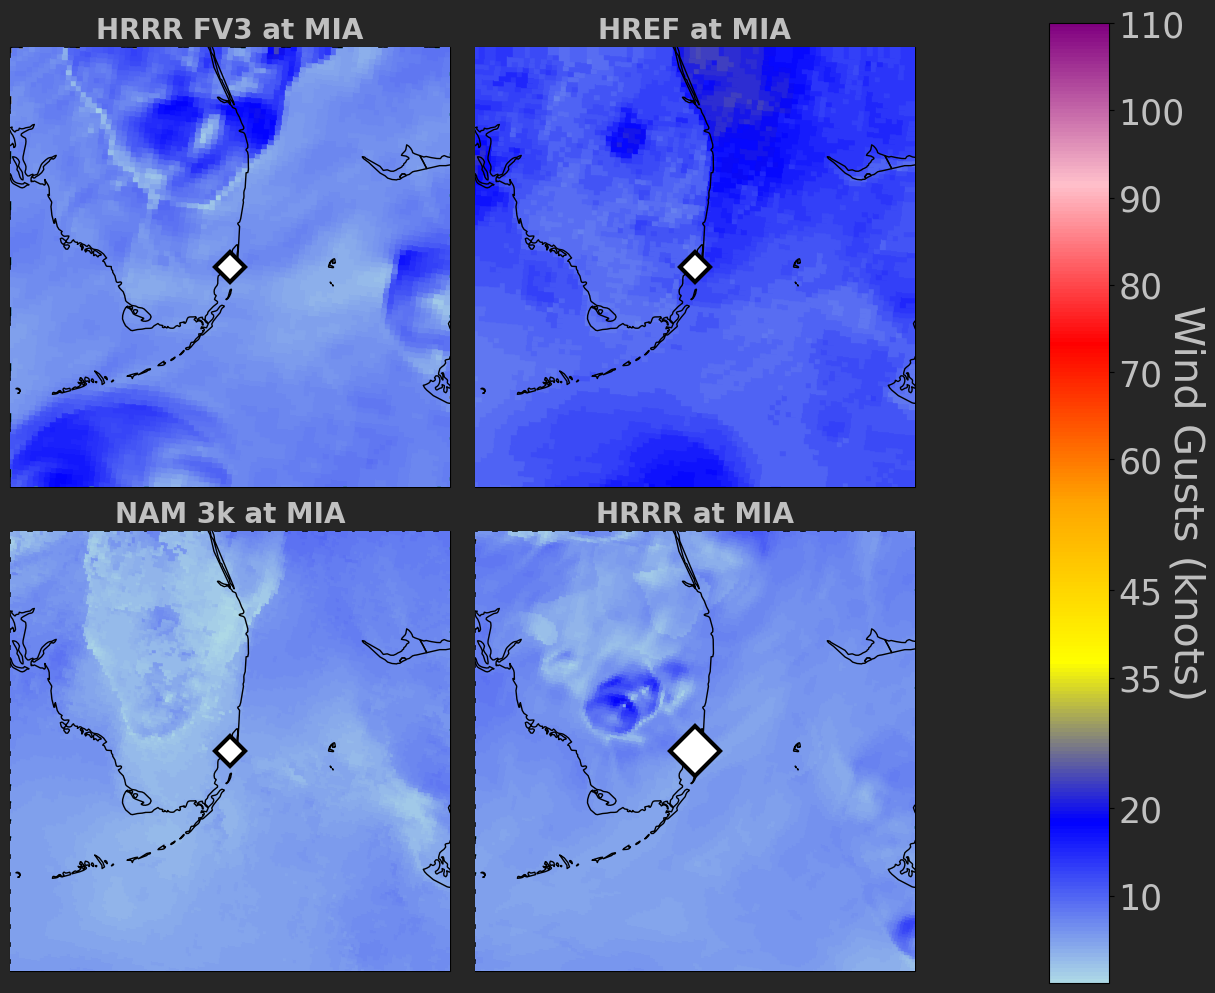 HRRR FV3 at MIA
HREF at MIA
NAM 3k at MIA
HRRR at MIA
110
100
90
80
70
60
45
35
20
10
Wind Gusts (knots)